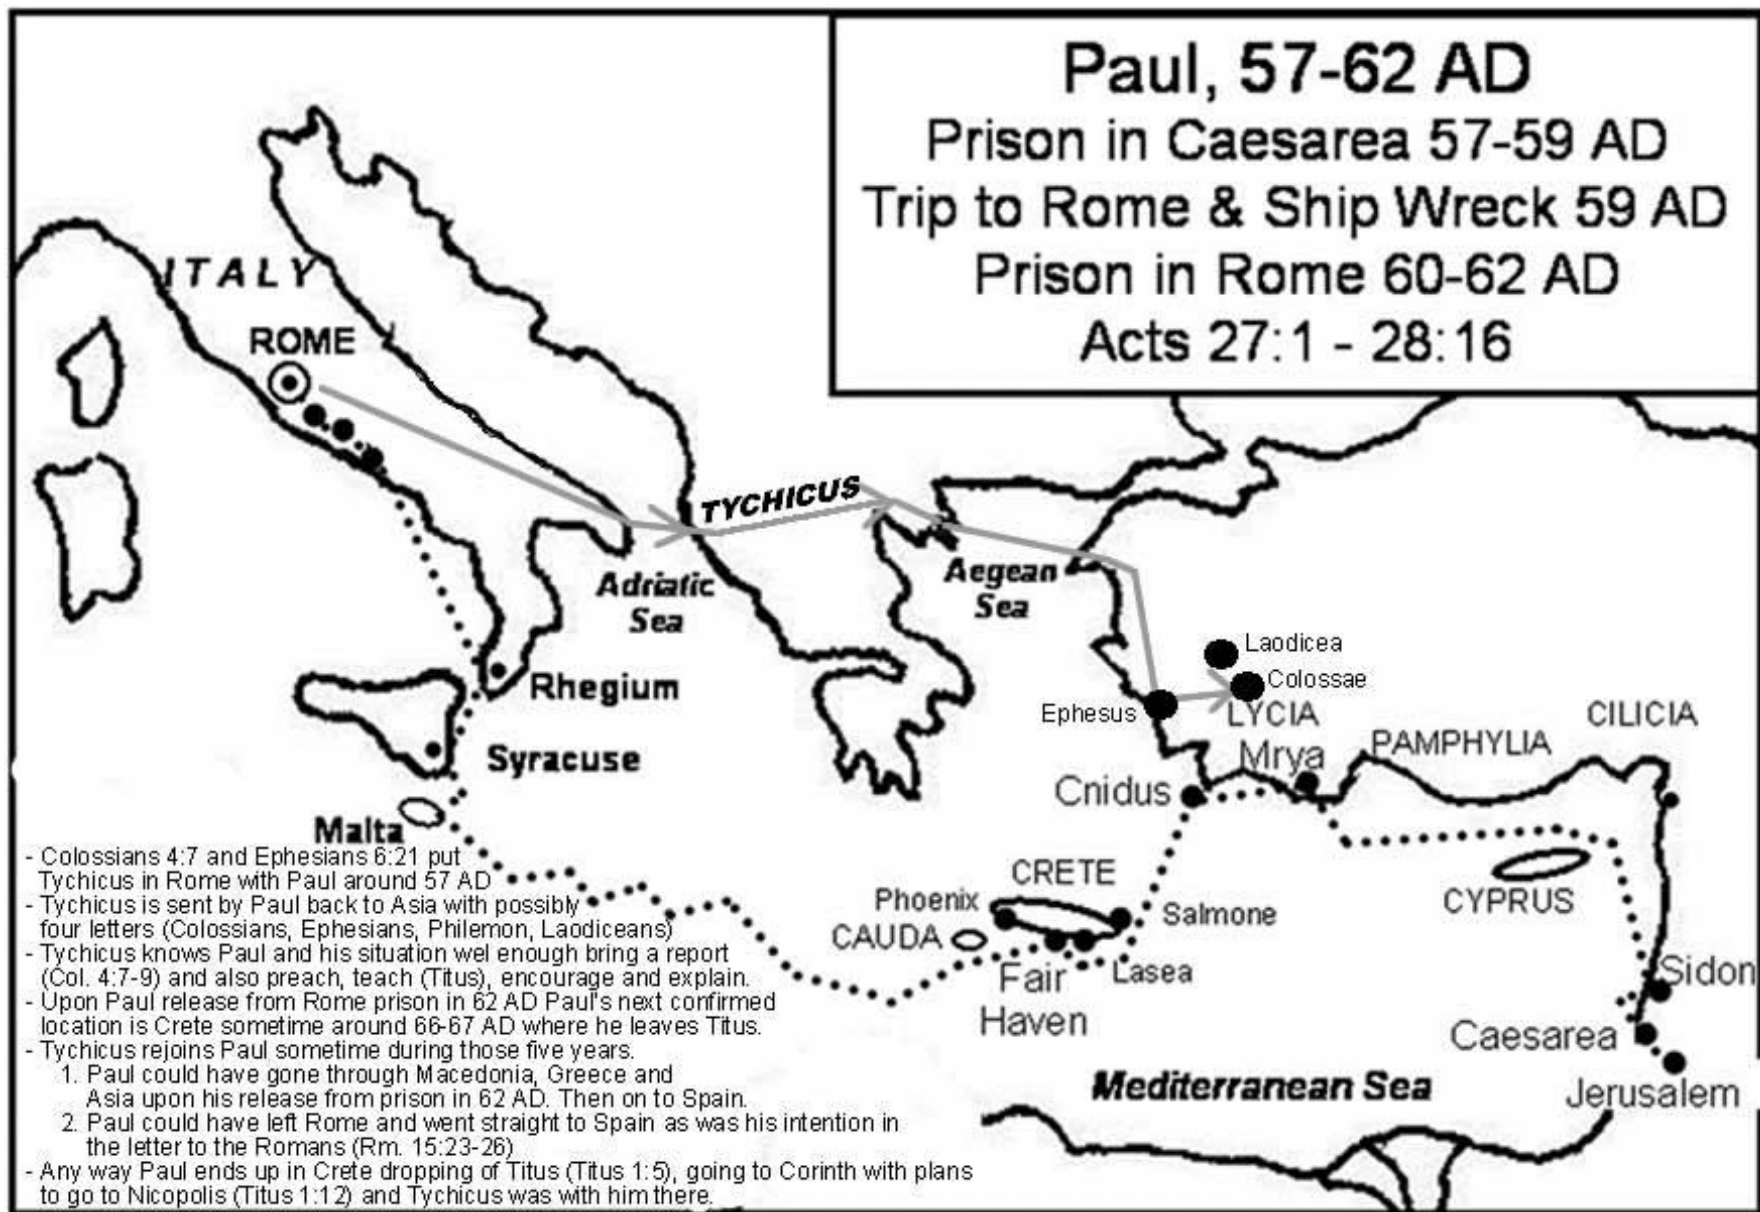 Paul, 57-62 AD
Prison in Caesarea 57-59 AD
Trip to Rome & Ship Wreck 59 AD
Prison in Rome 60-62 AD
Acts 27:1 - 28:16
ITALY
ROME
TYCHICUS
Adriatic
Sea
Aegean
Sea
Laodicea
Colossae
Ephesus
LYCIA
Mrya
PAMPHYLIA
CILICIA
Rhegium
Syracuse
Cnidus
Malta
CRETE
Phoenix
Salmone
CAUDA
CYPRUS
Fair
Haven
Lasea
Sidon
Caesarea
Jerusalem
Mediterranean Sea
- Colossians 4:7 and Ephesians 6:21 put
Tychicus in Rome with Paul around 57 AD
- Tychicus is sent by Paul back to Asia with possibly
four letters (Colossians, Ephesians, Philemon, Laodiceans)
- Tychicus knows Paul and his situation wel enough bring a report
(Col. 4:7-9) and also preach, teach (Titus), encourage and explain.
- Upon Paul release from Rome prison in 62 AD Paul's next confirmed
location is Crete sometime around 66-67 AD where he leaves Titus.
- Tychicus rejoins Paul sometime during those five years.
1. Paul could have gone through Macedonia, Greece and
Asia upon his release from prison in 62 AD. Then on to Spain.
2. Paul could have left Rome and went straight to Spain as was his intention in
the letter to the Romans (Rm. 15:23-26)
- Any way Paul ends up in Crete dropping of Titus (Titus 1:5), going to Corinth with plans
to go to Nicopolis (Titus 1:12) and Tychicus was with him there.